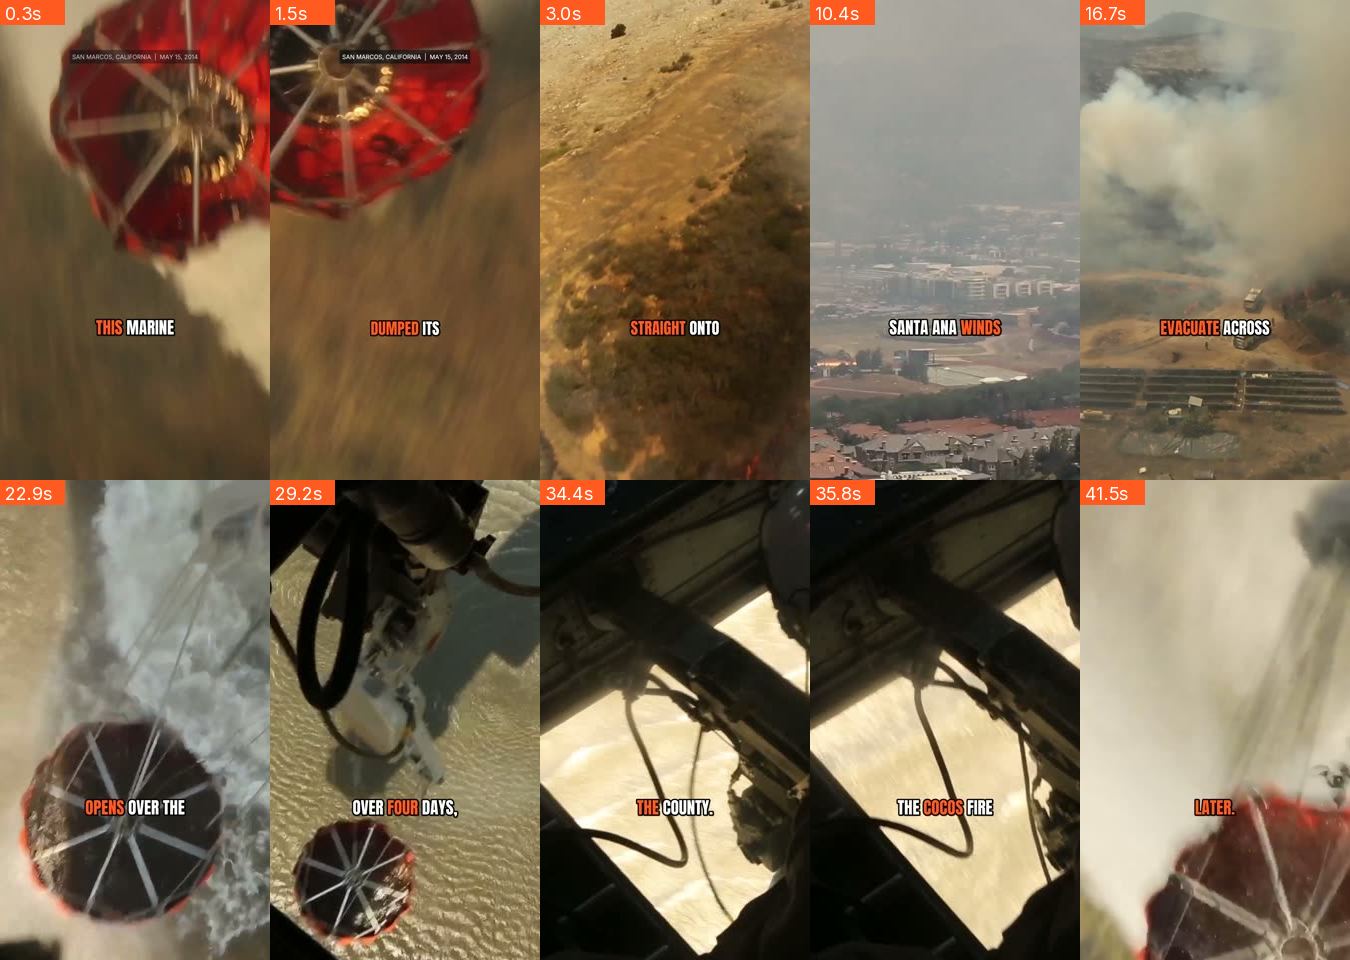 0.3s
SAN MARCOS, CALIFORNIA | MAY 15, 2014
THIS MARINE
1.5s
SAN MARCOS, CALIFORNIA | MAY 15, 2014
DUMPED ITS
3.0s
STRAIGHT ONTO
10.4s
SANTA ANA WINDS
16.7s
EVACUATE ACROSS
22.9s
OPENS OVER THE
29.2s
OVER FOUR DAYS,
34.4s
THE COUNTY.
35.8s
THE COCOS FIRE
41.5s
LATER.